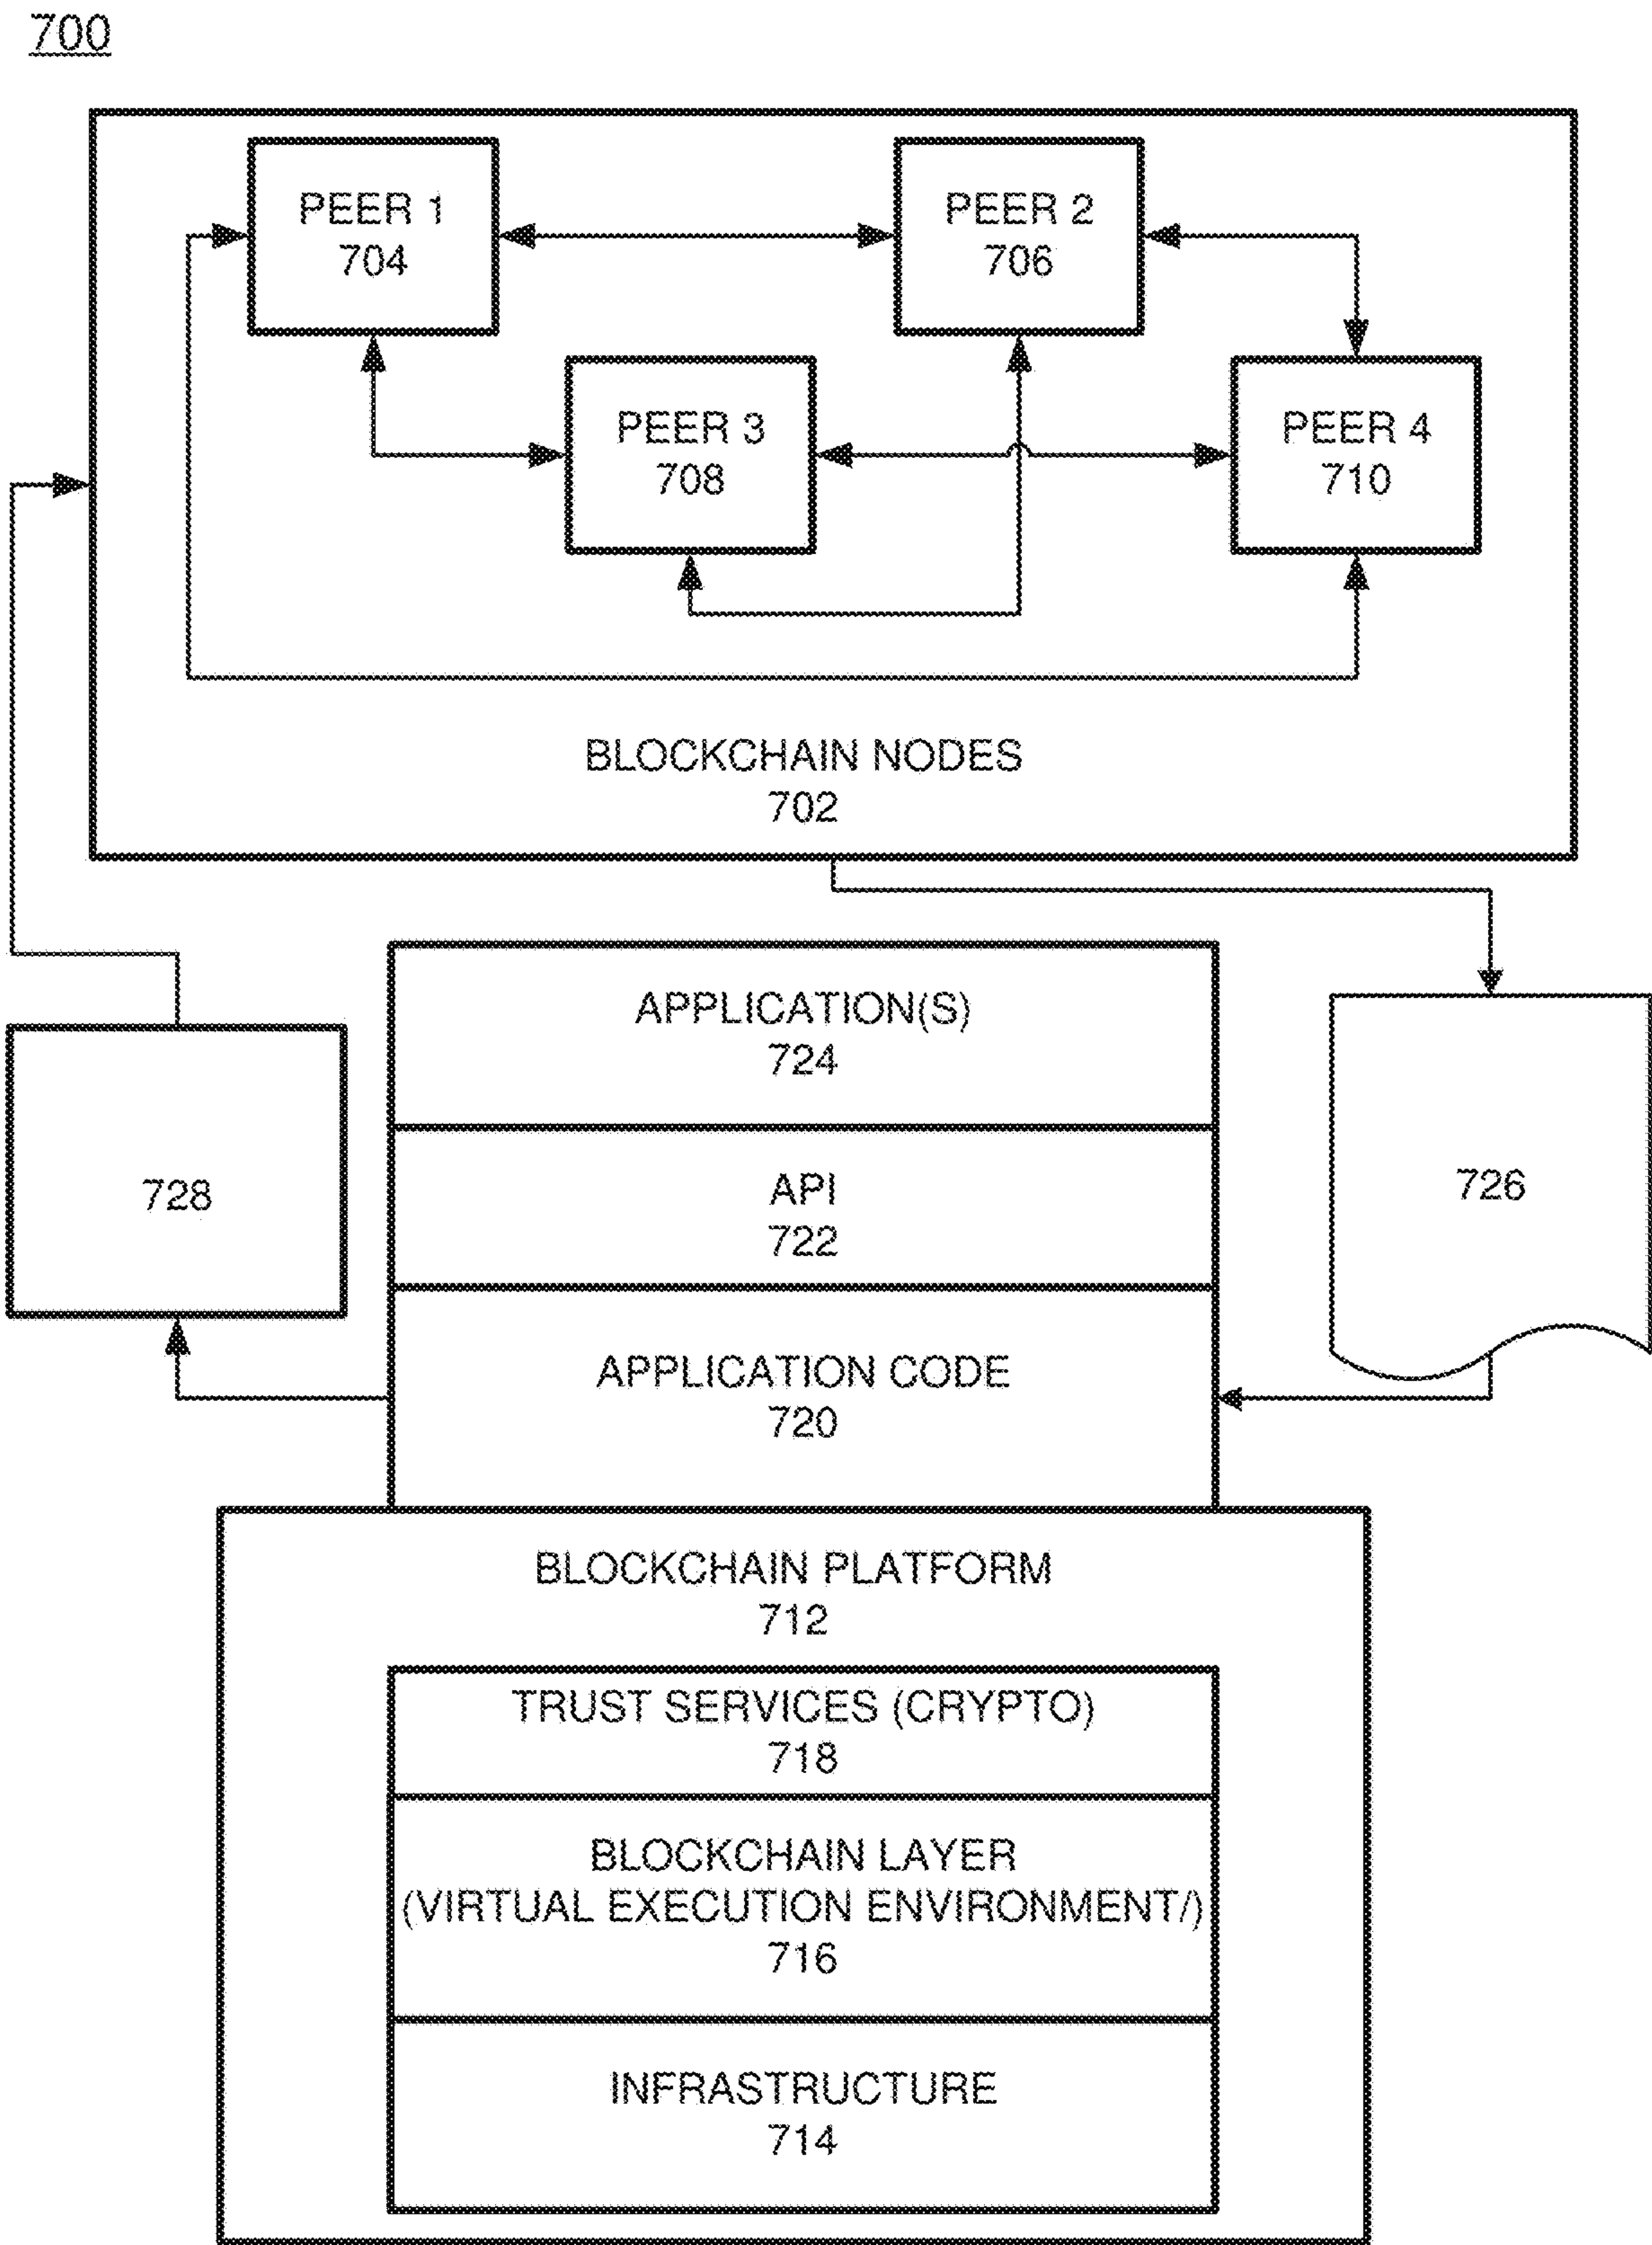 700
PEER 1
704
PEER 2
706
PEER 3
708
PEER 4
710
BLOCKCHAIN NODES
702
APPLICATION(S)
724
API
722
728
726
APPLICATION CODE
720
BLOCKCHAIN PLATFORM
712
TRUST SERVICES (CRYPTO)
718
BLOCKCHAIN LAYER
(VIRTUAL EXECUTION ENVIRONMENT/)
716
INFRASTRUCTURE
714